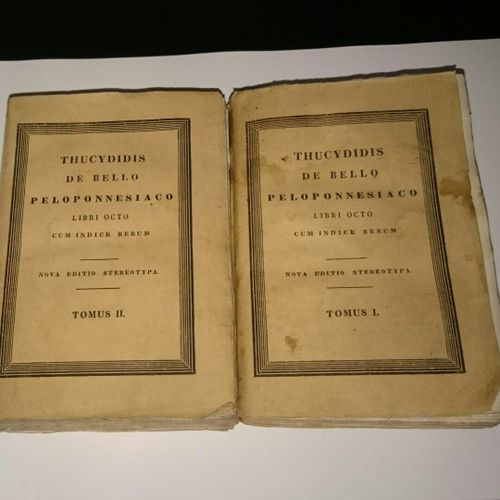 THUCYDIDIS
DE BELLO
PELOPONNESIACO
LIBRI OCTO
CUM INDICE RERUM
NOVA EDITIO STEREOTYPA.
TOMUS II.
THUCYDIDIS
DE BELLO
PELOPONNESIACO
LIBRI OCTO
CUM INDICE RERUM
NOVA EDITIO STEREOTYPA.
TOMUS I.